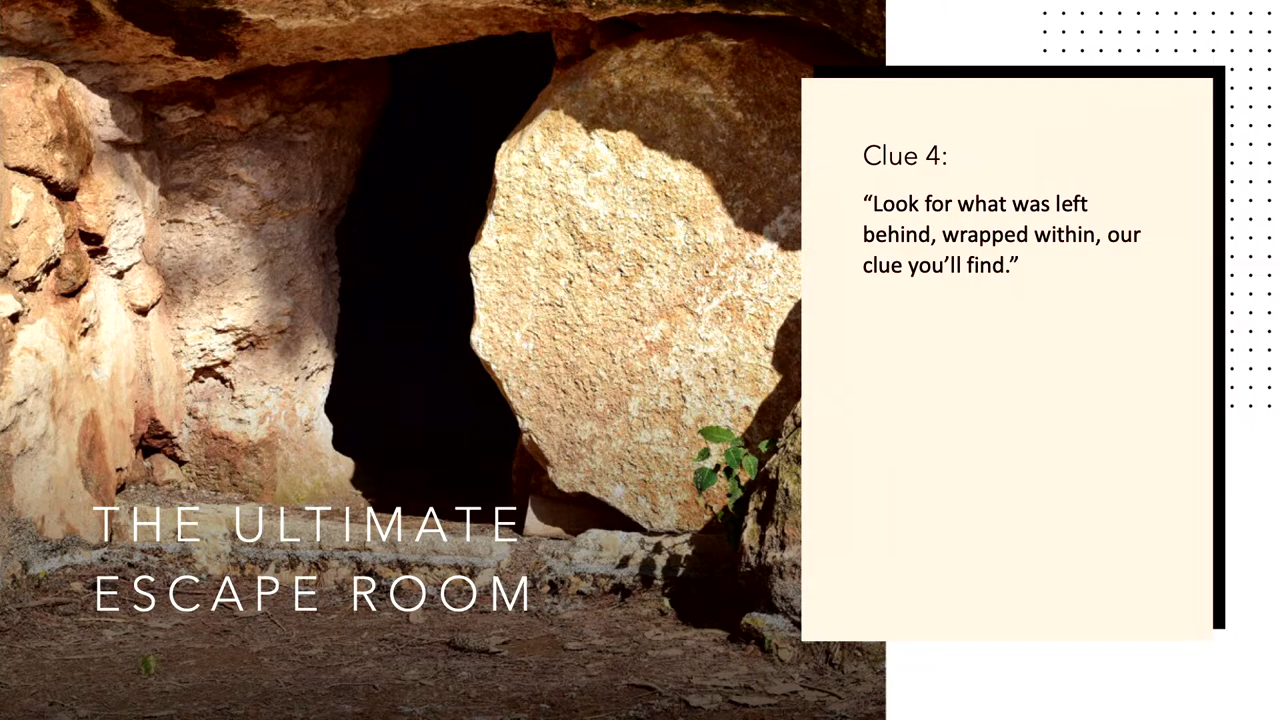 Clue 4:
“Look for what was left
behind, wrapped within, our
clue you’ll find.”
THE ULTIMATE
ESCAPE ROOM